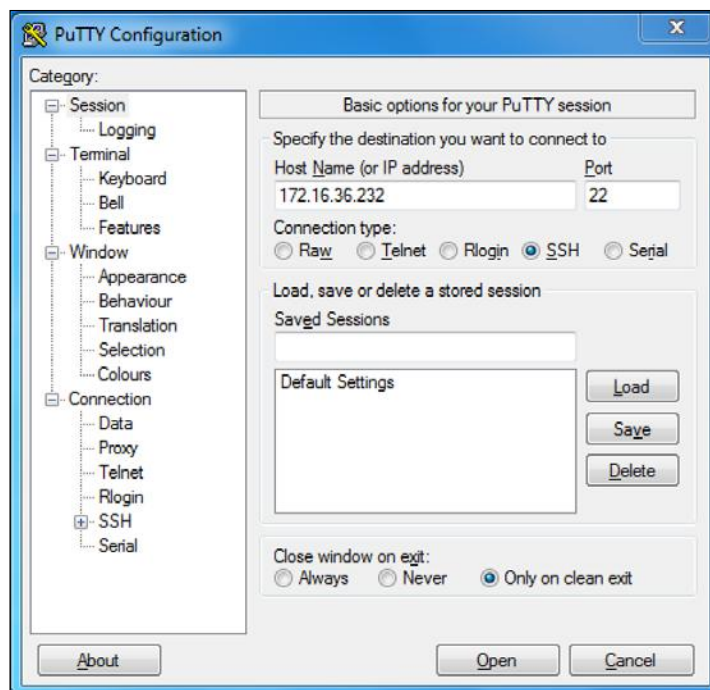 PuTTY Configuration
X
Category:
Session
Logging
Terminal
Keyboard
Bell
Features
Window
Appearance
Behaviour
Translation
Selection
Colours
Connection
Data
Proxy
Telnet
Rlogin
SSH
Serial
Basic options for your PuTTY session
Specify the destination you want to connect to
Host Name (or IP address) Port
172.16.36.232 22
Connection type:
Raw Telnet Rlogin SSH Serial
Load, save or delete a stored session
Saved Sessions
Default Settings
Load
Save
Delete
Close window on exit:
Always Never Only on clean exit
About Open Cancel